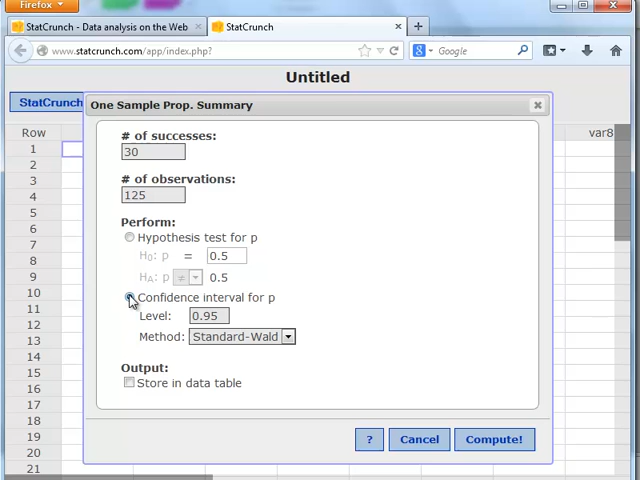 Firefox
StatCrunch - Data analysis on the Web
StatCrunch
www.statcrunch.com/app/index.php?
Google
Untitled
StatCrunch
One Sample Prop. Summary
Row
var8
1
2
3
4
5
6
7
8
9
10
11
12
13
14
15
16
17
18
19
20
21
# of successes:
30
# of observations:
125
Perform:
Hypothesis test for p
H0: p = 0.5
HA: p ≠ 0.5
Confidence interval for p
Level: 0.95
Method: Standard-Wald
Output:
Store in data table
? Cancel Compute!